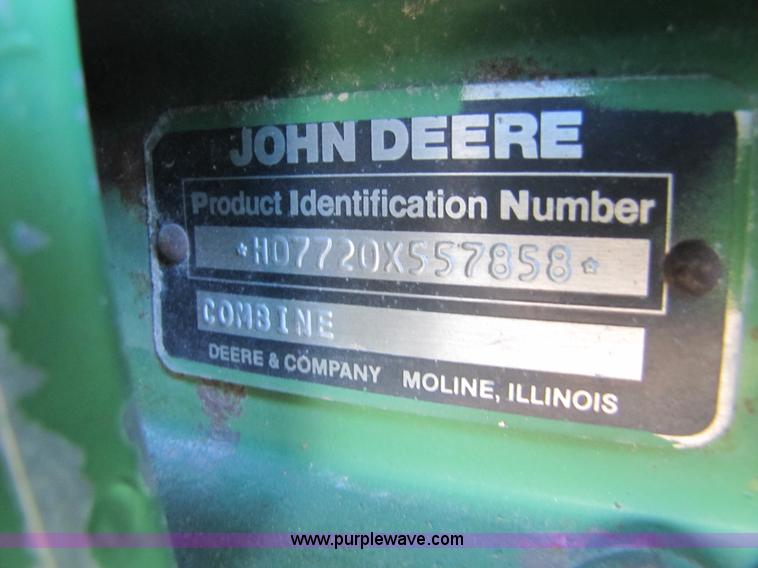 JOHN DEERE
Product Identification Number
*H07720X557858*
COMBINE
DEERE & COMPANY MOLINE, ILLINOIS
www.purplewave.com